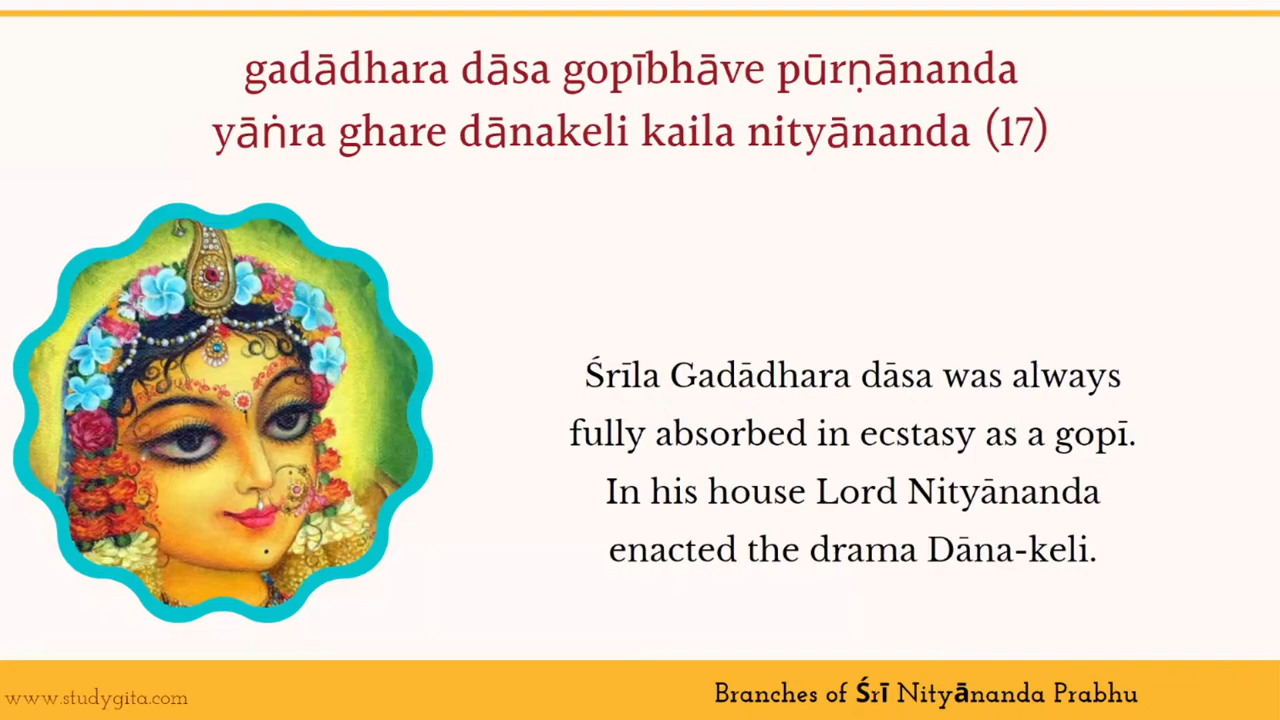 gadādhara dāsa gopībhāve pūrṇānanda
yāṅra ghare dānakeli kaila nityānanda (17)
Śrīla Gadādhara dāsa was always
fully absorbed in ecstasy as a gopī.
In his house Lord Nityānanda
enacted the drama Dāna-keli.
www.studygita.com
Branches of Śrī Nityānanda Prabhu